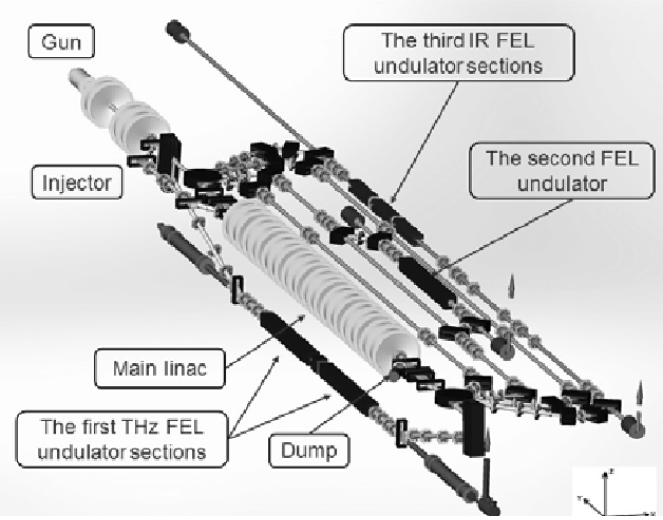 Gun
The third IR FEL
undulator sections
The second FEL
undulator
Injector
Main linac
The first THz FEL
undulator sections
Dump
Z
Y
X